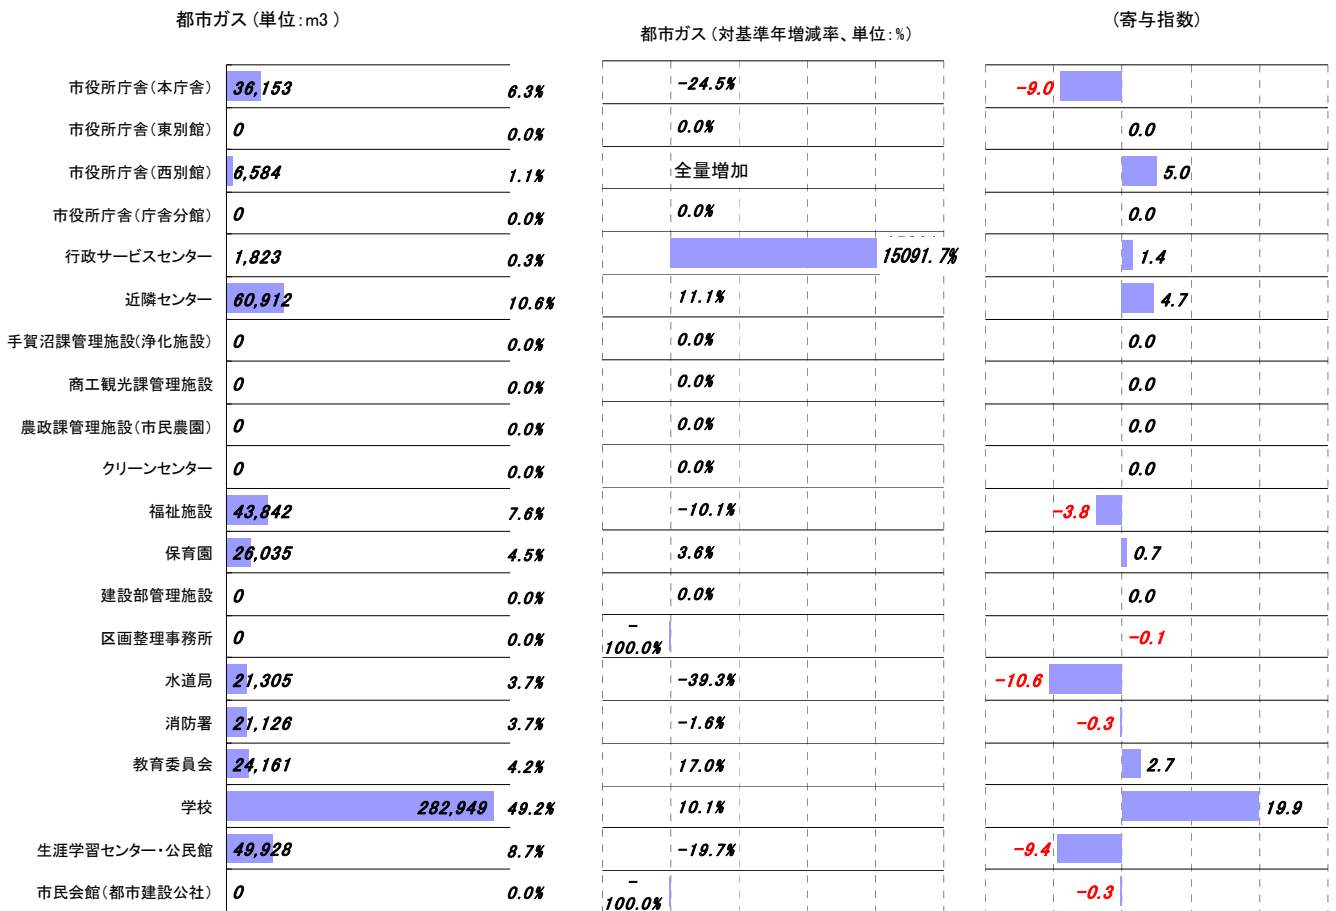 都市ガス (単位:m3 )
都市ガス (対基準年増減率、単位:%)
(寄与指数)
市役所庁舎(本庁舎) 36,153 6.3% -24.5% -9.0
市役所庁舎(東別館) 0 0.0% 0.0% 0.0
市役所庁舎(西別館) 6,584 1.1% 全量増加 5.0
市役所庁舎(庁舎分館) 0 0.0% 0.0% 0.0
行政サービスセンター 1,823 0.3% 15091.7% 1.4
近隣センター 60,912 10.6% 11.1% 4.7
手賀沼課管理施設(浄化施設) 0 0.0% 0.0% 0.0
商工観光課管理施設 0 0.0% 0.0% 0.0
農政課管理施設(市民農園) 0 0.0% 0.0% 0.0
クリーンセンター 0 0.0% 0.0% 0.0
福祉施設 43,842 7.6% -10.1% -3.8
保育園 26,035 4.5% 3.6% 0.7
建設部管理施設 0 0.0% 0.0% 0.0
区画整理事務所 0 0.0% -100.0% -0.1
水道局 21,305 3.7% -39.3% -10.6
消防署 21,126 3.7% -1.6% -0.3
教育委員会 24,161 4.2% 17.0% 2.7
学校 282,949 49.2% 10.1% 19.9
生涯学習センター・公民館 49,928 8.7% -19.7% -9.4
市民会館(都市建設公社) 0 0.0% -100.0% -0.3